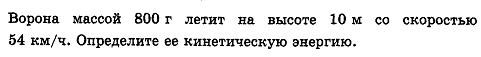 Ворона массой 800 г летит на высоте 10 м со скоростью
54 км/ч. Определите ее кинетическую энергию.